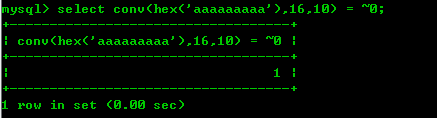 mysql> select conv(hex('aaaaaaaaa'),16,10) = ~0;
+-----------------------------------+
¦ conv(hex('aaaaaaaaa'),16,10) = ~0 ¦
+-----------------------------------+
¦                                 1 ¦
+-----------------------------------+
1 row in set (0.00 sec)